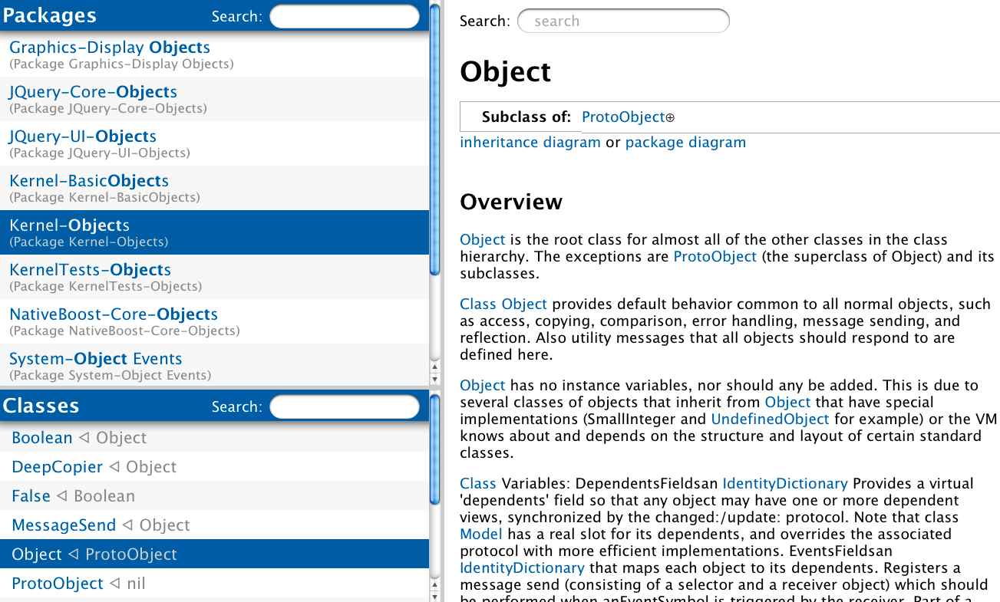 Packages Search:
Graphics-Display Objects
(Package Graphics-Display Objects)
JQuery-Core-Objects
(Package JQuery-Core-Objects)
JQuery-UI-Objects
(Package JQuery-UI-Objects)
Kernel-BasicObjects
(Package Kernel-BasicObjects)
Kernel-Objects
(Package Kernel-Objects)
KernelTests-Objects
(Package KernelTests-Objects)
NativeBoost-Core-Objects
(Package NativeBoost-Core-Objects)
System-Object Events
(Package System-Object Events)
Classes Search:
Boolean ◁ Object
DeepCopier ◁ Object
False ◁ Boolean
MessageSend ◁ Object
Object ◁ ProtoObject
ProtoObject ◁ nil
Search: search
Object
Subclass of: ProtoObject⊕
inheritance diagram or package diagram
Overview
Object is the root class for almost all of the other classes in the class
hierarchy. The exceptions are ProtoObject (the superclass of Object) and its
subclasses.
Class Object provides default behavior common to all normal objects, such
as access, copying, comparison, error handling, message sending, and
reflection. Also utility messages that all objects should respond to are
defined here.
Object has no instance variables, nor should any be added. This is due to
several classes of objects that inherit from Object that have special
implementations (SmallInteger and UndefinedObject for example) or the VM
knows about and depends on the structure and layout of certain standard
classes.
Class Variables: DependentsFieldsan IdentityDictionary Provides a virtual
'dependents' field so that any object may have one or more dependent
views, synchronized by the changed:/update: protocol. Note that class
Model has a real slot for its dependents, and overrides the associated
protocol with more efficient implementations. EventsFieldsan
IdentityDictionary that maps each object to its dependents. Registers a
message send (consisting of a selector and a receiver object) which should
be performed when anEventSymbol is triggered by the receiver. Part of a